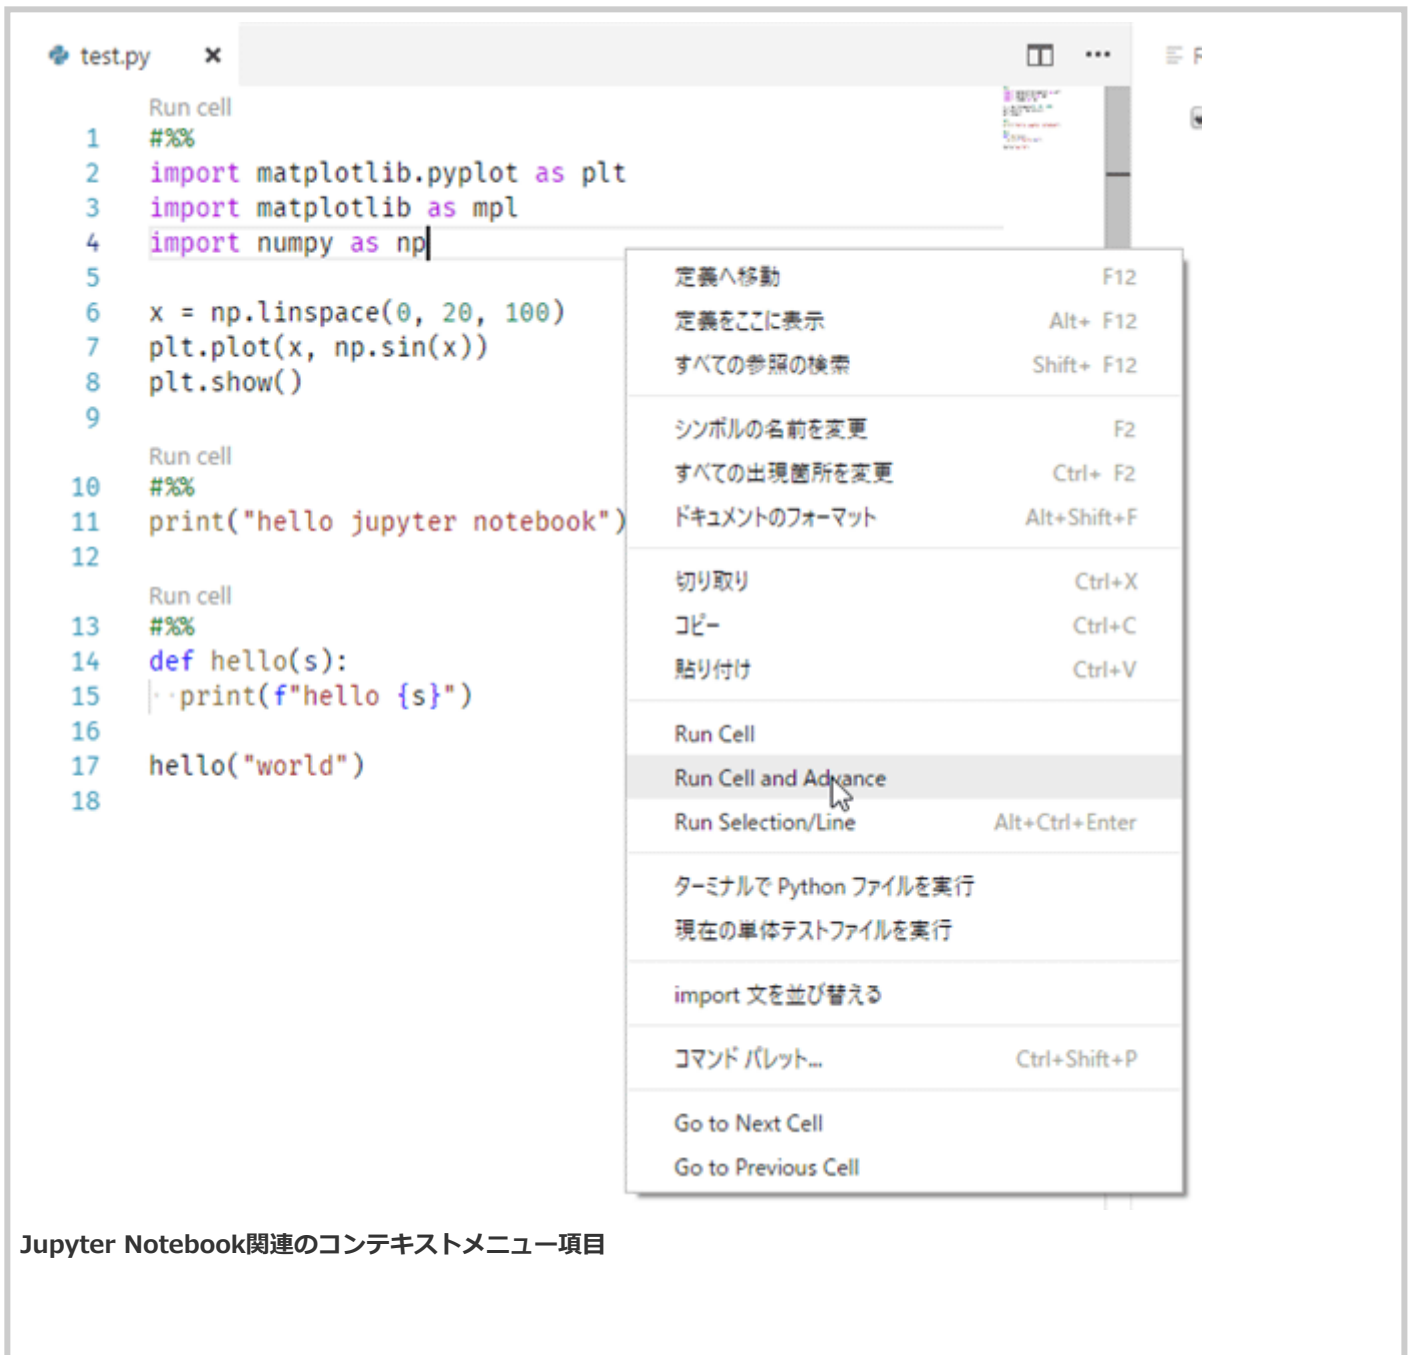 test.py
Run cell
1 #%%
2 import matplotlib.pyplot as plt
3 import matplotlib as mpl
4 import numpy as np
5
6 x = np.linspace(0, 20, 100)
7 plt.plot(x, np.sin(x))
8 plt.show()
9
Run cell
10 #%%
11 print("hello jupyter notebook")
12
Run cell
13 #%%
14 def hello(s):
15 ··print(f"hello {s}")
16
17 hello("world")
18
定義へ移動 F12
定義をここに表示 Alt+ F12
すべての参照の検索 Shift+ F12
シンボルの名前を変更 F2
すべての出現箇所を変更 Ctrl+ F2
ドキュメントのフォーマット Alt+Shift+F
切り取り Ctrl+X
コピー Ctrl+C
貼り付け Ctrl+V
Run Cell
Run Cell and Advance
Run Selection/Line Alt+Ctrl+Enter
ターミナルで Python ファイルを実行
現在の単体テストファイルを実行
import 文を並び替える
コマンド パレット... Ctrl+Shift+P
Go to Next Cell
Go to Previous Cell
Jupyter Notebook関連のコンテキストメニュー項目